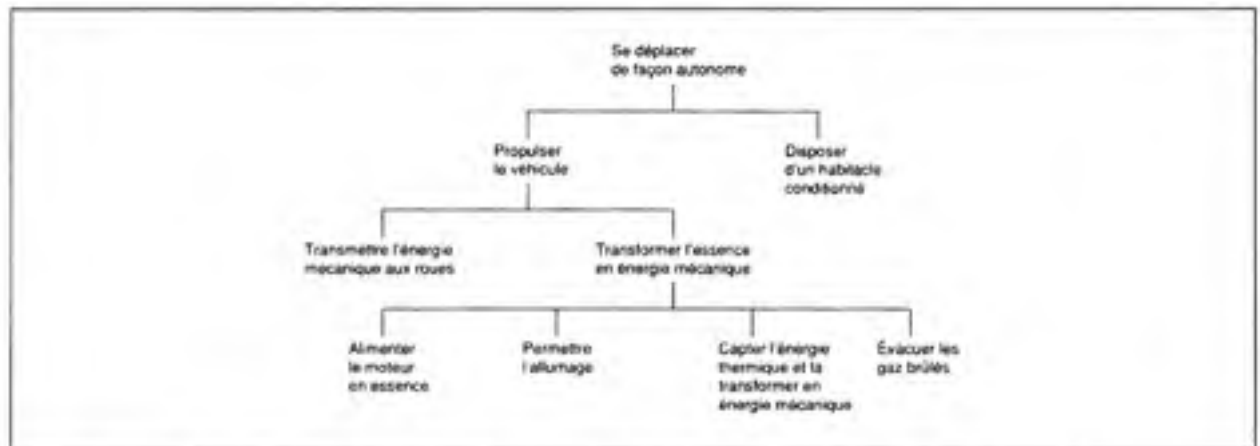 Se déplacer
de façon autonome
Propulser
le véhicule
Disposer
d'un habitacle
conditionné
Transmettre l'énergie
mécanique aux roues
Transformer l'essence
en énergie mécanique
Alimenter
le moteur
en essence
Permettre
l'allumage
Capter l'énergie
thermique et la
transformer en
énergie mécanique
Évacuer les
gaz brûlés